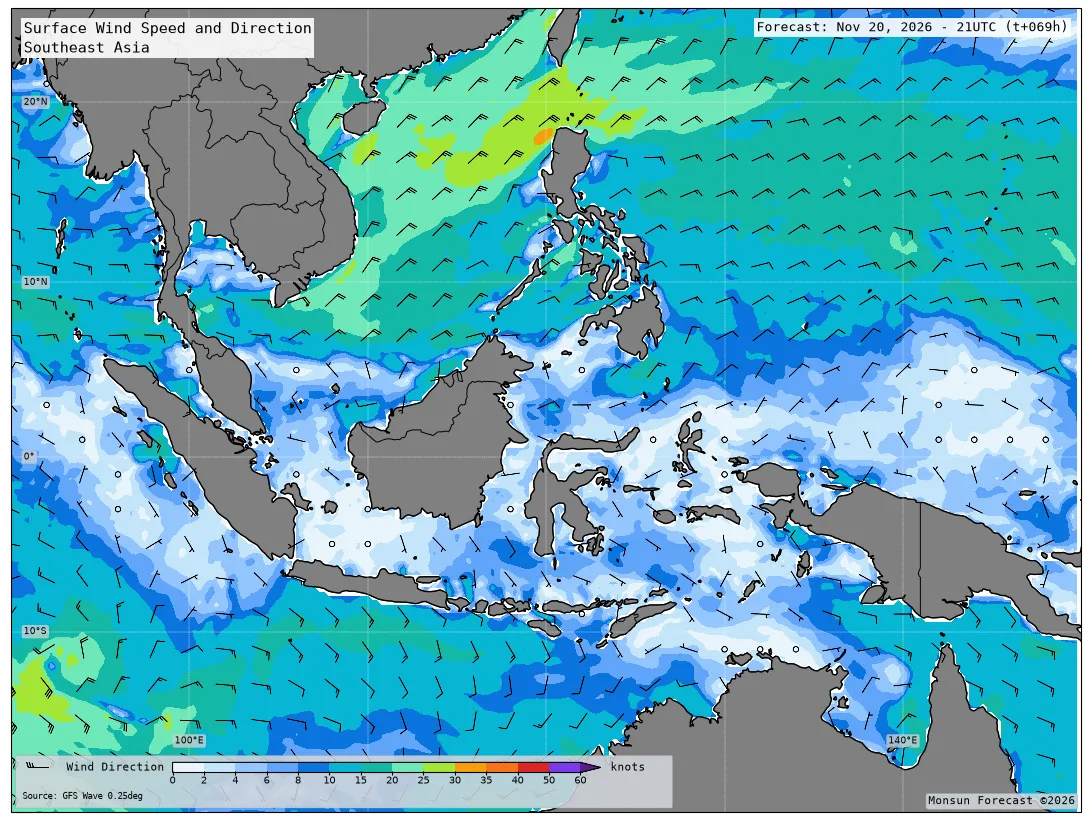 Surface Wind Speed and Direction
Southeast Asia
Forecast: Nov 20, 2026 - 21UTC (t+069h)
20°N
10°N
0°
10°S
100°E
140°E
Wind Direction
knots
0 2 4 6 8 10 15 20 25 30 35 40 50 60
Source: GFS Wave 0.25deg
Monsun Forecast ©2026